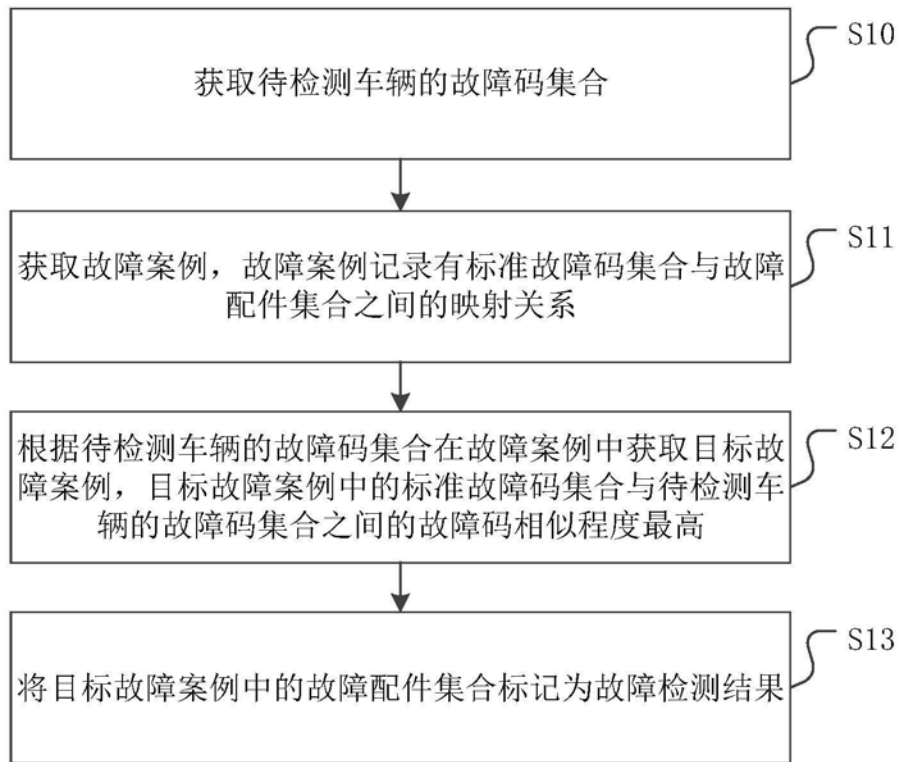 获取待检测车辆的故障码集合
S10
获取故障案例，故障案例记录有标准故障码集合与故障
配件集合之间的映射关系
S11
根据待检测车辆的故障码集合在故障案例中获取目标故
障案例，目标故障案例中的标准故障码集合与待检测车
辆的故障码集合之间的故障码相似程度最高
S12
将目标故障案例中的故障配件集合标记为故障检测结果
S13